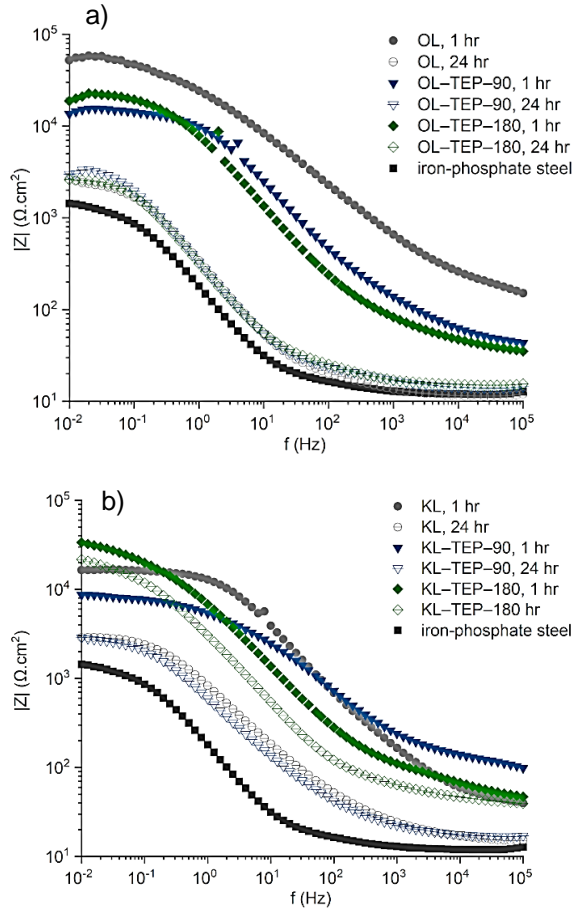 a)
10⁵
10⁴
10³
10²
10¹
|Z| (Ω.cm²)
10⁻² 10⁻¹ 10⁰ 10¹ 10² 10³ 10⁴ 10⁵
f (Hz)
OL, 1 hr
OL, 24 hr
OL–TEP–90, 1 hr
OL–TEP–90, 24 hr
OL–TEP–180, 1 hr
OL–TEP–180, 24 hr
iron-phosphate steel
b)
10⁵
10⁴
10³
10²
10¹
|Z| (Ω.cm²)
10⁻² 10⁻¹ 10⁰ 10¹ 10² 10³ 10⁴ 10⁵
f (Hz)
KL, 1 hr
KL, 24 hr
KL–TEP–90, 1 hr
KL–TEP–90, 24 hr
KL–TEP–180, 1 hr
KL–TEP–180 hr
iron-phosphate steel